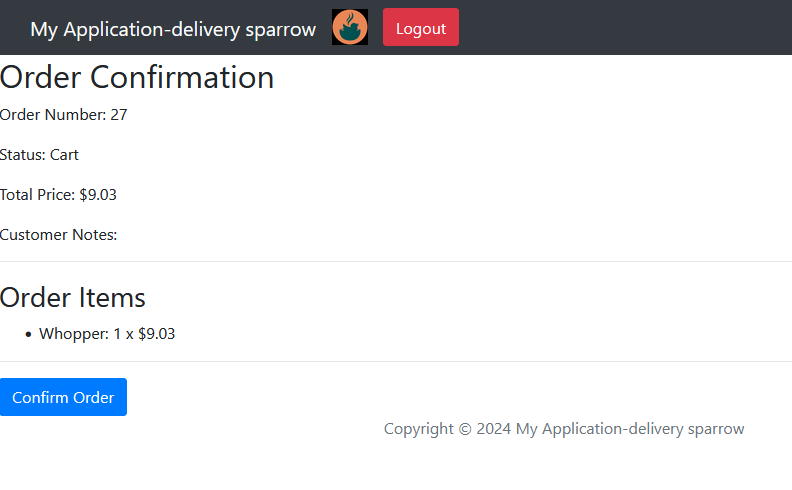 My Application-delivery sparrow Logout
Order Confirmation
Order Number: 27
Status: Cart
Total Price: $9.03
Customer Notes:
Order Items
• Whopper: 1 x $9.03
Confirm Order
Copyright © 2024 My Application-delivery sparrow